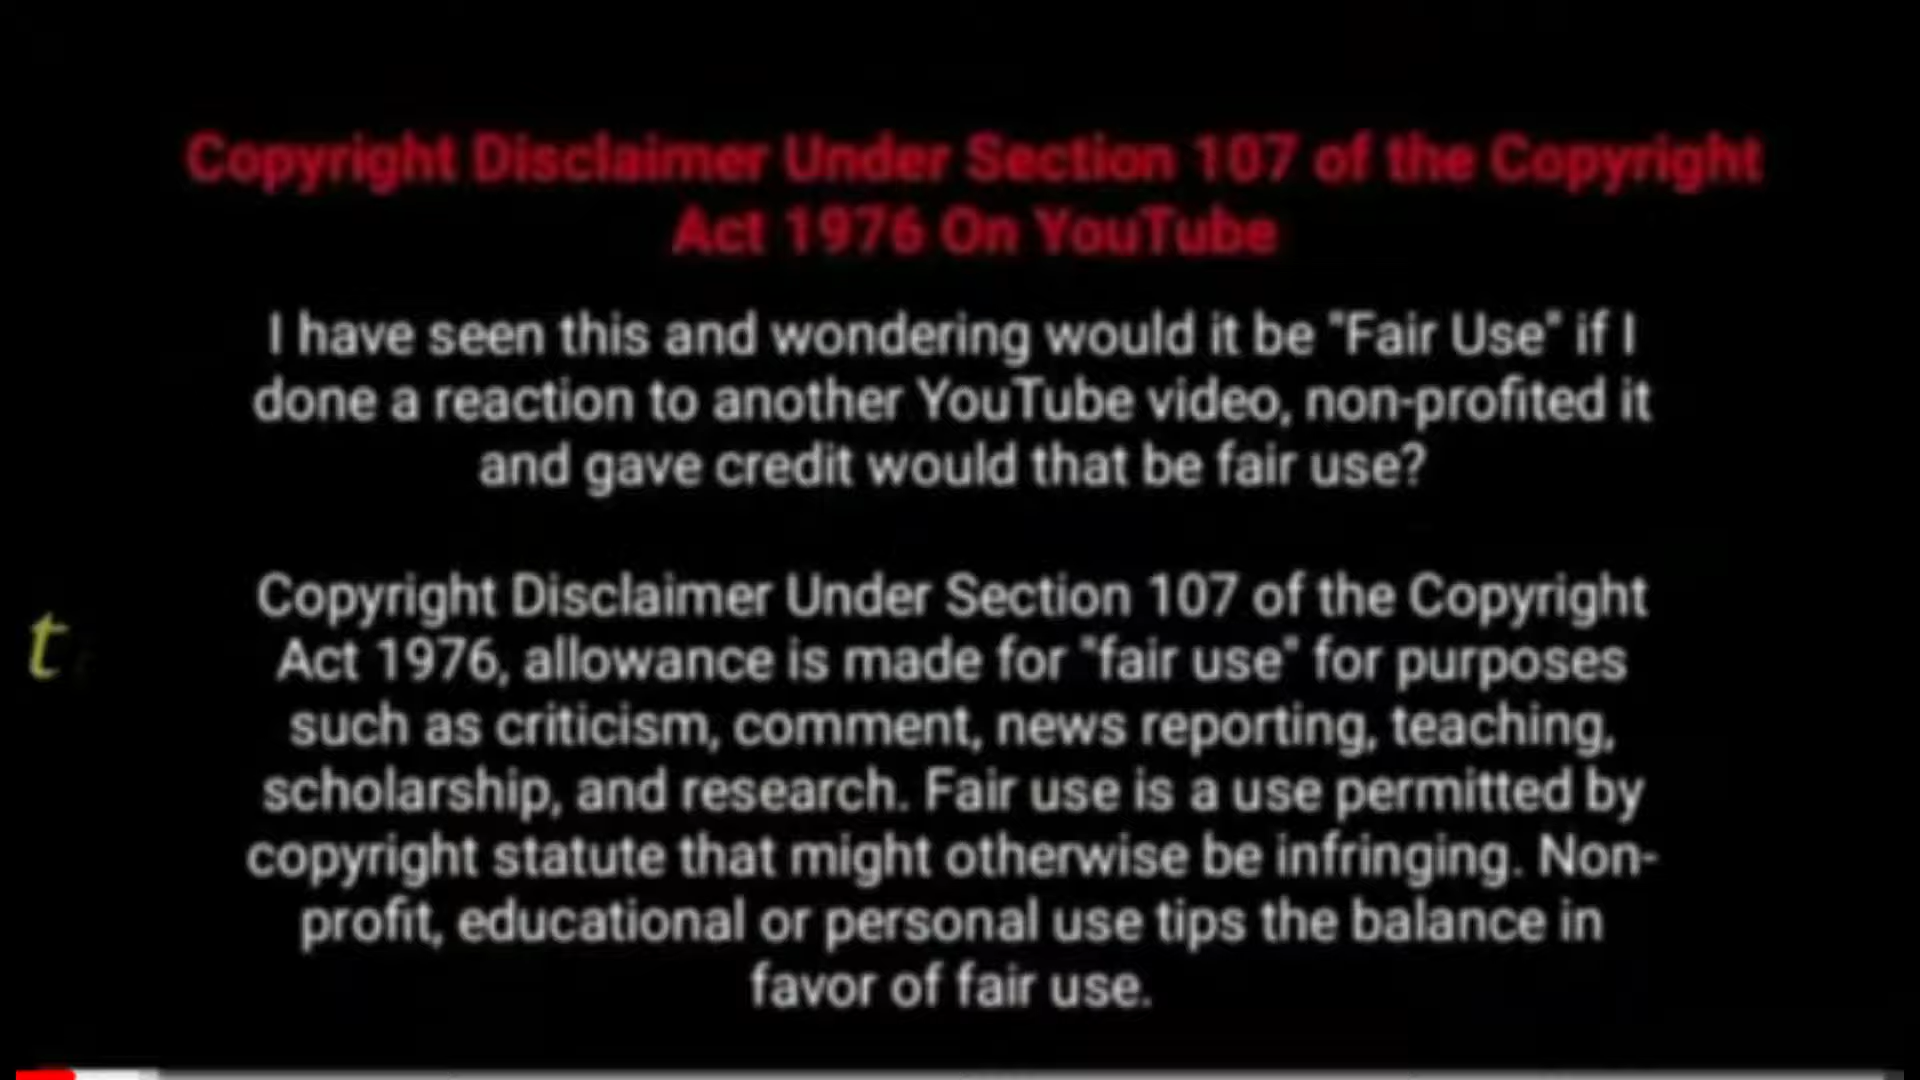 Copyright Disclaimer Under Section 107 of the Copyright
Act 1976 On YouTube
I have seen this and wondering would it be "Fair Use" if I
done a reaction to another YouTube video, non-profited it
and gave credit would that be fair use?
Copyright Disclaimer Under Section 107 of the Copyright
Act 1976, allowance is made for "fair use" for purposes
such as criticism, comment, news reporting, teaching,
scholarship, and research. Fair use is a use permitted by
copyright statute that might otherwise be infringing. Non-
profit, educational or personal use tips the balance in
favor of fair use.
t